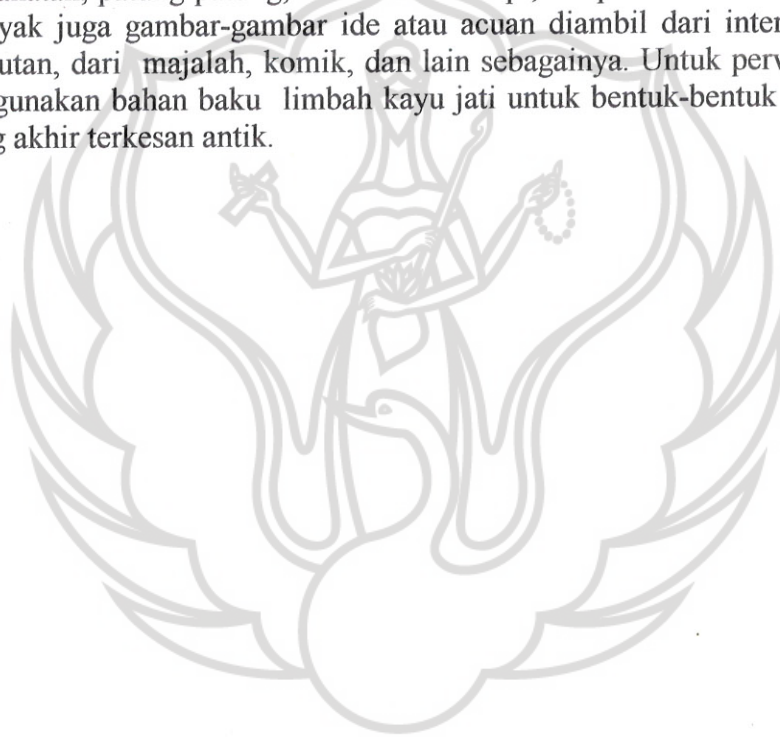 yak juga gambar-gambar ide atau acuan diambil dari inter
utan, dari majalah, komik, dan lain sebagainya. Untuk perw
gunakan bahan baku limbah kayu jati untuk bentuk-bentuk
g akhir terkesan antik.